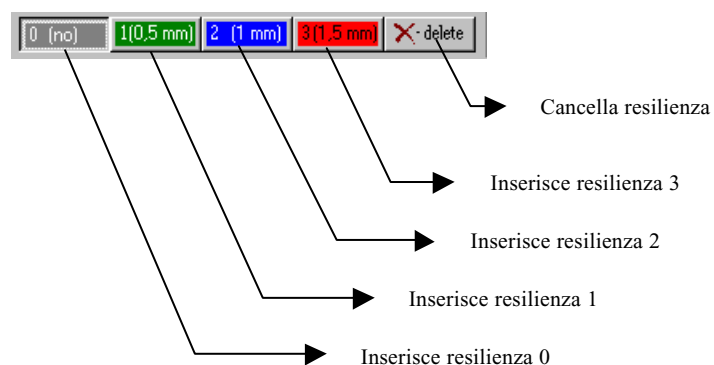 0 (no) 1(0,5 mm) 2 (1 mm) 3(1,5 mm) X- delete
Cancella resilienza
Inserisce resilienza 3
Inserisce resilienza 2
Inserisce resilienza 1
Inserisce resilienza 0